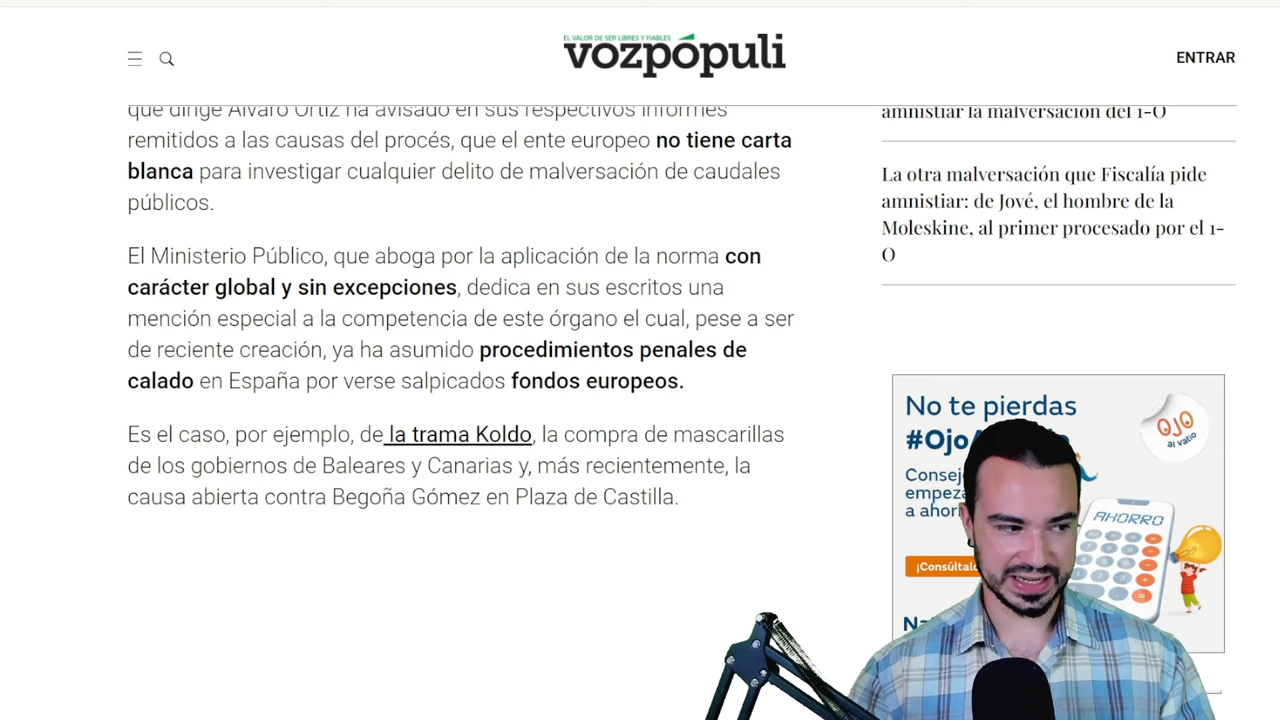 EL VALOR DE SER LIBRES Y FIABLES
vozpópuli
ENTRAR
que dirige Álvaro Ortiz ha avisado en sus respectivos informes
remitidos a las causas del procés, que el ente europeo no tiene carta
blanca para investigar cualquier delito de malversación de caudales
públicos.
El Ministerio Público, que aboga por la aplicación de la norma con
carácter global y sin excepciones, dedica en sus escritos una
mención especial a la competencia de este órgano el cual, pese a ser
de reciente creación, ya ha asumido procedimientos penales de
calado en España por verse salpicados fondos europeos.
Es el caso, por ejemplo, de la trama Koldo, la compra de mascarillas
de los gobiernos de Baleares y Canarias y, más recientemente, la
causa abierta contra Begoña Gómez en Plaza de Castilla.
amnistiar la malversación del 1-O
La otra malversación que Fiscalía pide
amnistiar: de Jové, el hombre de la
Moleskine, al primer procesado por el 1-
O
No te pierdas
OJO
al vatio
a ahorr
AHORRO